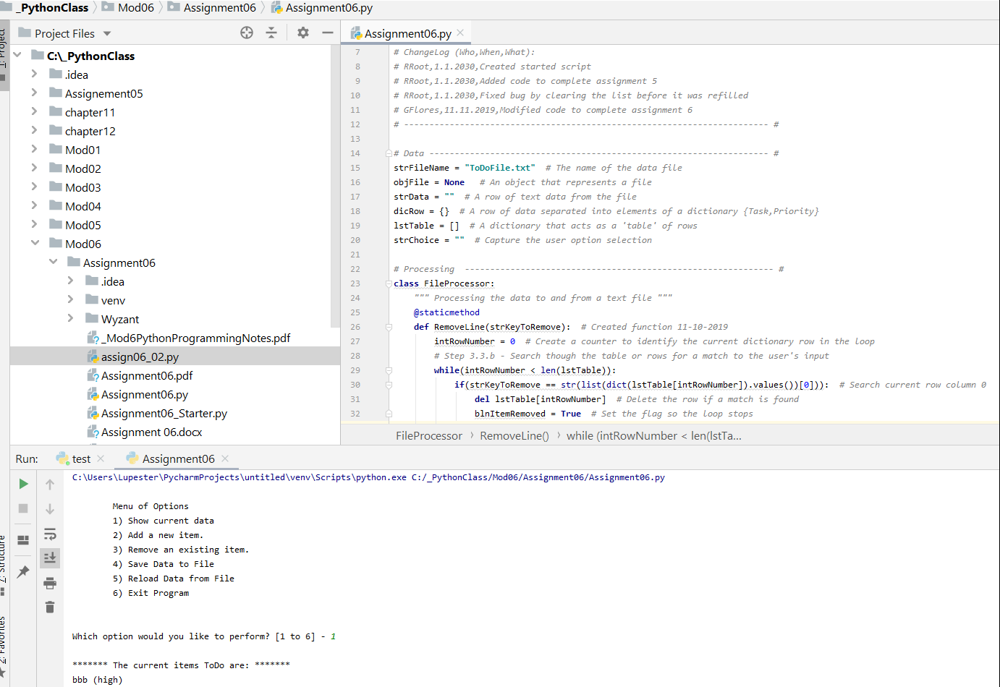 _PythonClass Mod06 Assignment06 Assignment06.py
Project Files
Assignment06.py
1: Project
C:\_PythonClass
.idea
Assignement05
chapter11
chapter12
Mod01
Mod02
Mod03
Mod04
Mod05
Mod06
Assignment06
.idea
venv
Wyzant
_Mod6PythonProgrammingNotes.pdf
assign06_02.py
Assignment06.pdf
Assignment06.py
Assignment06_Starter.py
Assignment 06.docx
7 # ChangeLog (Who,When,What):
8 # RRoot,1.1.2030,Created started script
9 # RRoot,1.1.2030,Added code to complete assignment 5
10 # RRoot,1.1.2030,Fixed bug by clearing the list before it was refilled
11 # GFlores,11.11.2019,Modified code to complete assignment 6
12 # ------------------------------------------------------------------------ #
13
14 # Data ------------------------------------------------------------------- #
15 strFileName = "ToDoFile.txt" # The name of the data file
16 objFile = None # An object that represents a file
17 strData = "" # A row of text data from the file
18 dicRow = {} # A row of data separated into elements of a dictionary {Task,Priority}
19 lstTable = [] # A dictionary that acts as a 'table' of rows
20 strChoice = "" # Capture the user option selection
21
22 # Processing ------------------------------------------------------------- #
23 class FileProcessor:
24 """ Processing the data to and from a text file """
25 @staticmethod
26 def RemoveLine(strKeyToRemove): # Created function 11-10-2019
27 intRowNumber = 0 # Create a counter to identify the current dictionary row in the loop
28 # Step 3.3.b - Search though the table or rows for a match to the user's input
29 while(intRowNumber < len(lstTable)):
30 if(strKeyToRemove == str(list(dict(lstTable[intRowNumber]).values())[0])): # Search current row column 0
31 del lstTable[intRowNumber] # Delete the row if a match is found
32 blnItemRemoved = True # Set the flag so the loop stops
FileProcessor RemoveLine() while (intRowNumber < len(lstTa...
Run: test Assignment06
C:\Users\Lupester\PycharmProjects\untitled\venv\Scripts\python.exe C:/_PythonClass/Mod06/Assignment06/Assignment06.py
Menu of Options
1) Show current data
2) Add a new item.
3) Remove an existing item.
4) Save Data to File
5) Reload Data from File
6) Exit Program
Which option would you like to perform? [1 to 6] - 1
******* The current items ToDo are: *******
bbb (high)
7: Structure
2: Favorites